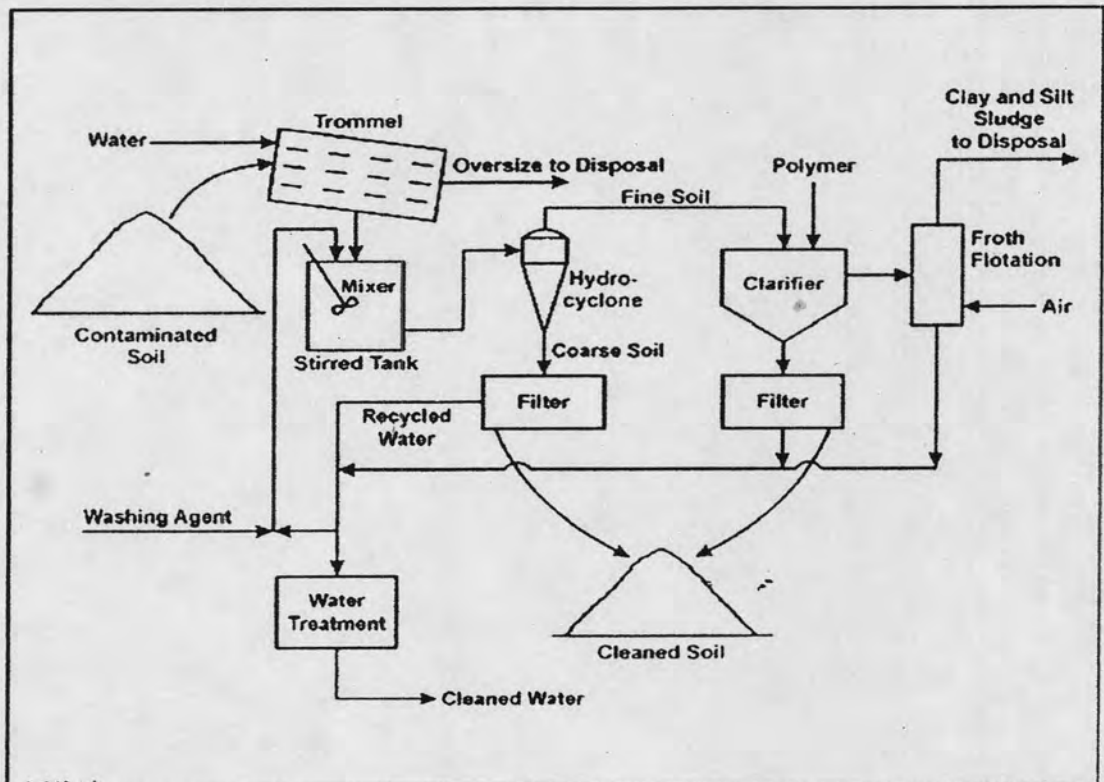 Clay and Silt
Sludge
to Disposal
Trommel
Water
Oversize to Disposal
Polymer
Fine Soil
Froth
Flotation
Mixer
Hydro-
cyclone
Clarifier
Air
Contaminated
Soil
Stirred Tank
Coarse Soil
Filter
Filter
Recycled
Water
Washing Agent
Water
Treatment
Cleaned Soil
Cleaned Water